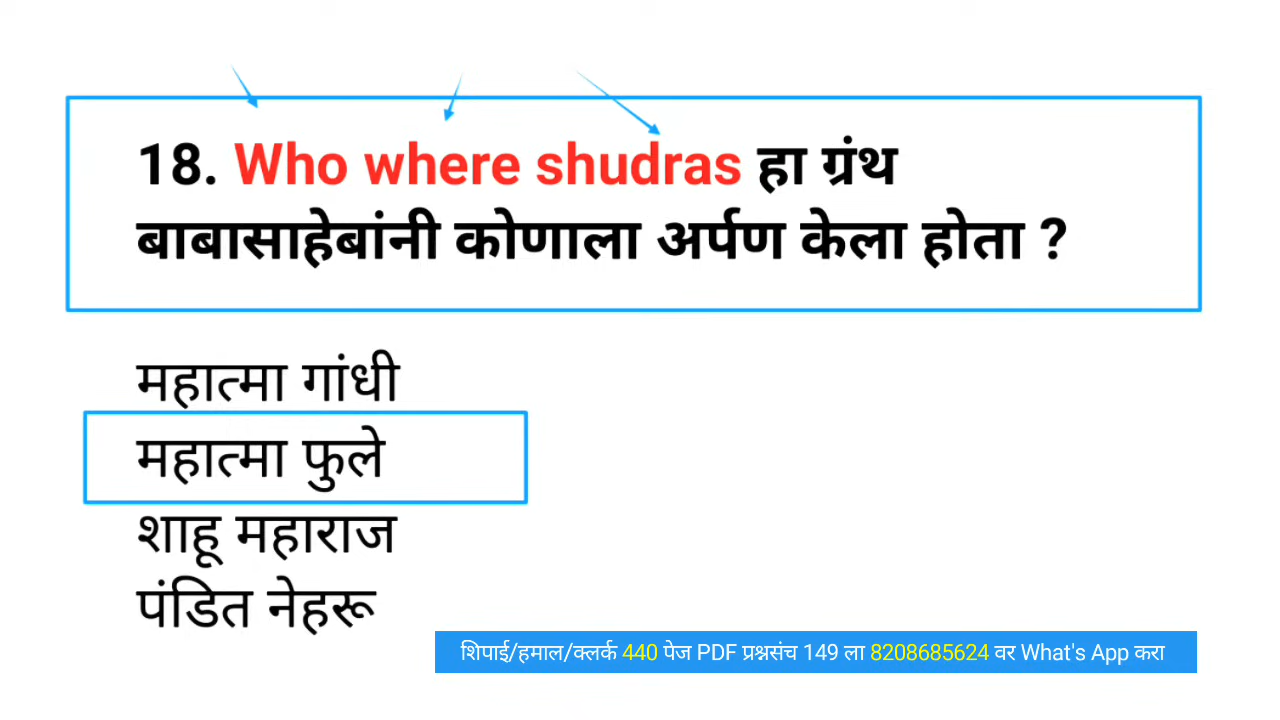 18. Who where shudras हा ग्रंथ
बाबासाहेबांनी कोणाला अर्पण केला होता ?
महात्मा गांधी
महात्मा फुले
शाहू महाराज
पंडित नेहरू
शिपाई/हमाल/क्लर्क 440 पेज PDF प्रश्नसंच 149 ला 8208685624 वर What's App करा